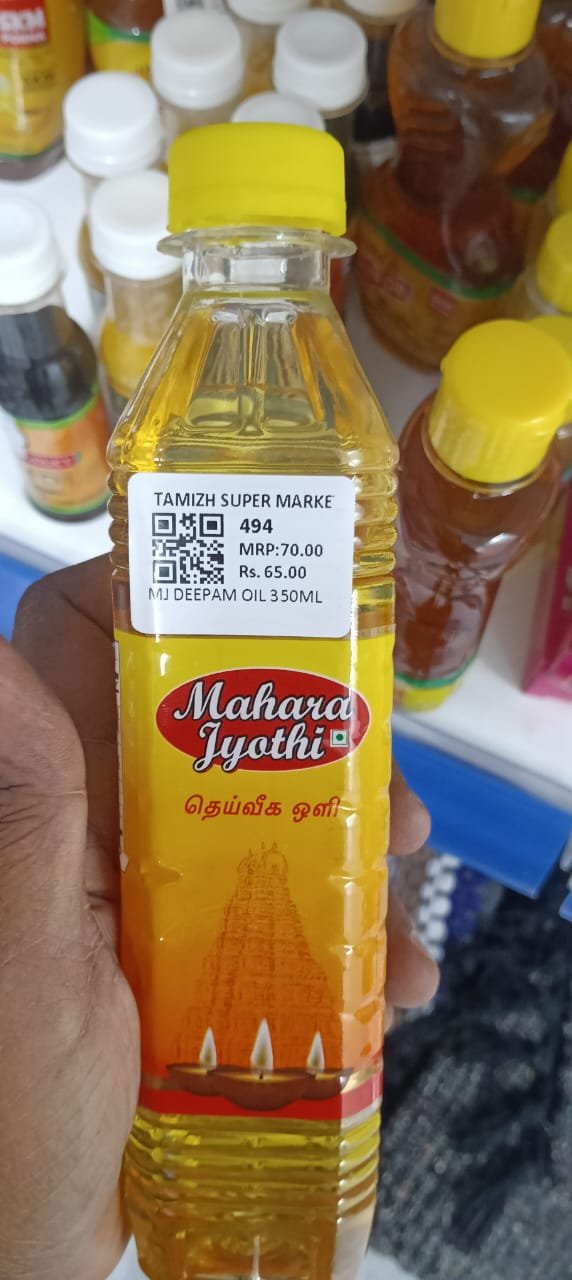 TAMIZH SUPER MARKE
494
MRP:70.00
Rs. 65.00
MJ DEEPAM OIL 350ML
Mahara
Jyothi
தெய்வீக ஒளி